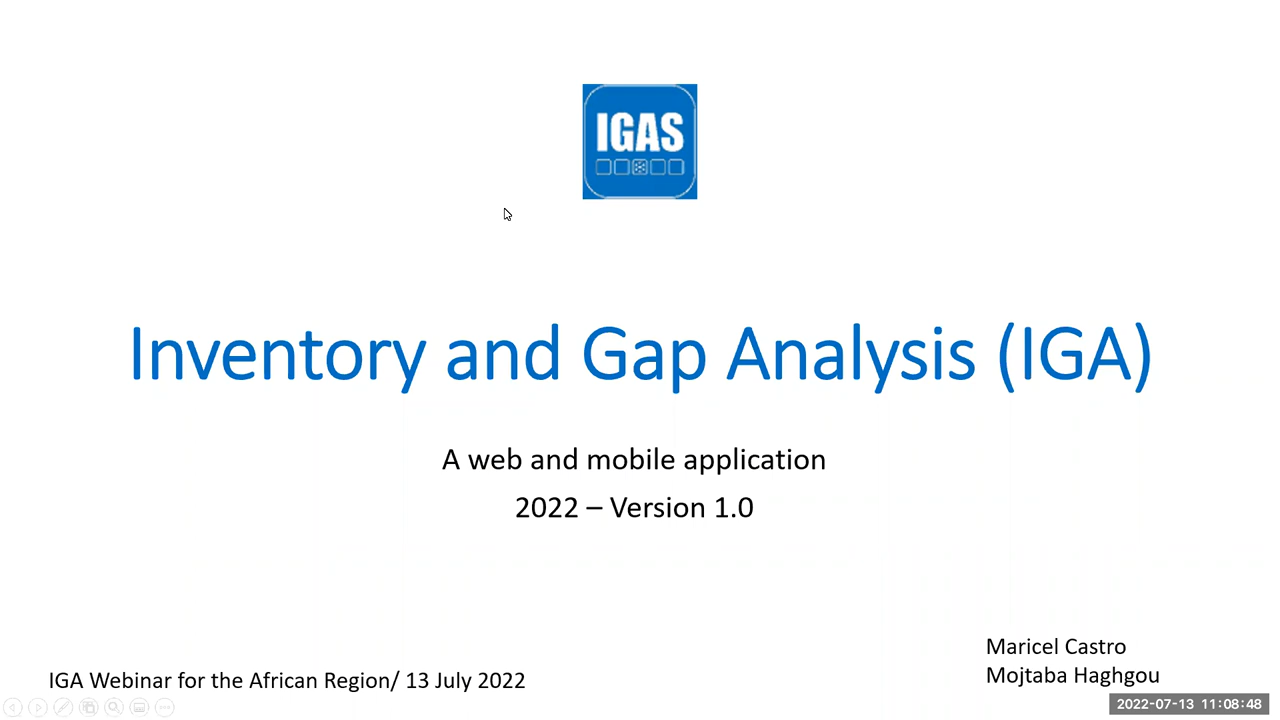 IGAS
Inventory and Gap Analysis (IGA)
A web and mobile application
2022 – Version 1.0
Maricel Castro
Mojtaba Haghgou
IGA Webinar for the African Region/ 13 July 2022
2022-07-13 11:08:48